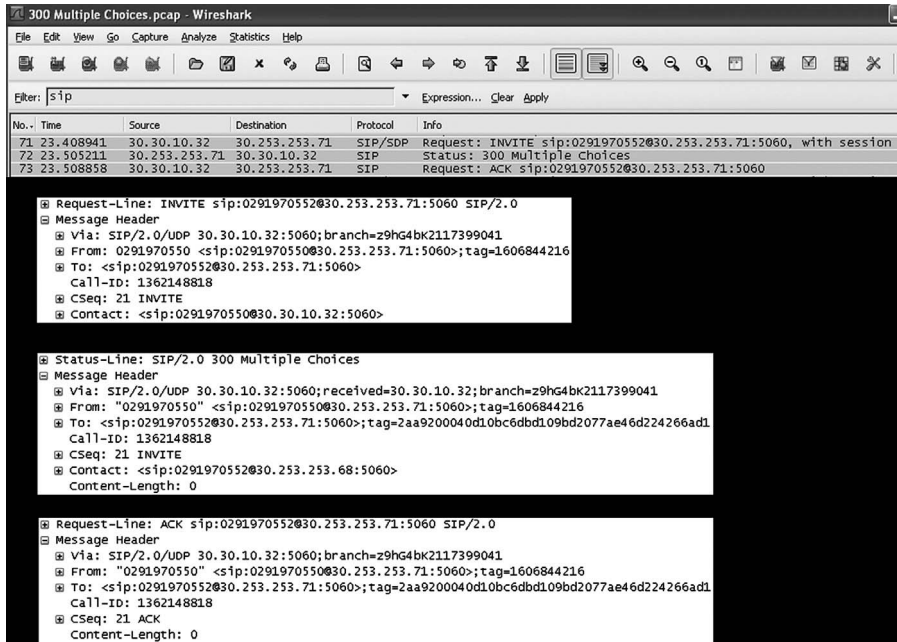 300 Multiple Choices.pcap - Wireshark
File Edit View Go Capture Analyze Statistics Help
Filter: sip Expression... Clear Apply
No. Time Source Destination Protocol Info
71 23.408941 30.30.10.32 30.253.253.71 SIP/SDP Request: INVITE sip:0291970552@30.253.253.71:5060, with session
72 23.505211 30.253.253.71 30.30.10.32 SIP Status: 300 Multiple Choices
73 23.508858 30.30.10.32 30.253.253.71 SIP Request: ACK sip:0291970552@30.253.253.71:5060
Request-Line: INVITE sip:0291970552@30.253.253.71:5060 SIP/2.0
Message Header
Via: SIP/2.0/UDP 30.30.10.32:5060;branch=z9hG4bK2117399041
From: 0291970550 <sip:0291970550@30.253.253.71:5060>;tag=1606844216
To: <sip:0291970552@30.253.253.71:5060>
Call-ID: 1362148818
CSeq: 21 INVITE
Contact: <sip:0291970550@30.30.10.32:5060>
Status-Line: SIP/2.0 300 Multiple Choices
Message Header
Via: SIP/2.0/UDP 30.30.10.32:5060;received=30.30.10.32;branch=z9hG4bK2117399041
From: "0291970550" <sip:0291970550@30.253.253.71:5060>;tag=1606844216
To: <sip:0291970552@30.253.253.71:5060>;tag=2aa9200040d10bc6dbd109bd2077ae46d224266ad1
Call-ID: 1362148818
CSeq: 21 INVITE
Contact: <sip:0291970552@30.253.253.68:5060>
Content-Length: 0
Request-Line: ACK sip:0291970552@30.253.253.71:5060 SIP/2.0
Message Header
Via: SIP/2.0/UDP 30.30.10.32:5060;branch=z9hG4bK2117399041
From: "0291970550" <sip:0291970550@30.253.253.71:5060>;tag=1606844216
To: <sip:0291970552@30.253.253.71:5060>;tag=2aa9200040d10bc6dbd109bd2077ae46d224266ad1
Call-ID: 1362148818
CSeq: 21 ACK
Content-Length: 0